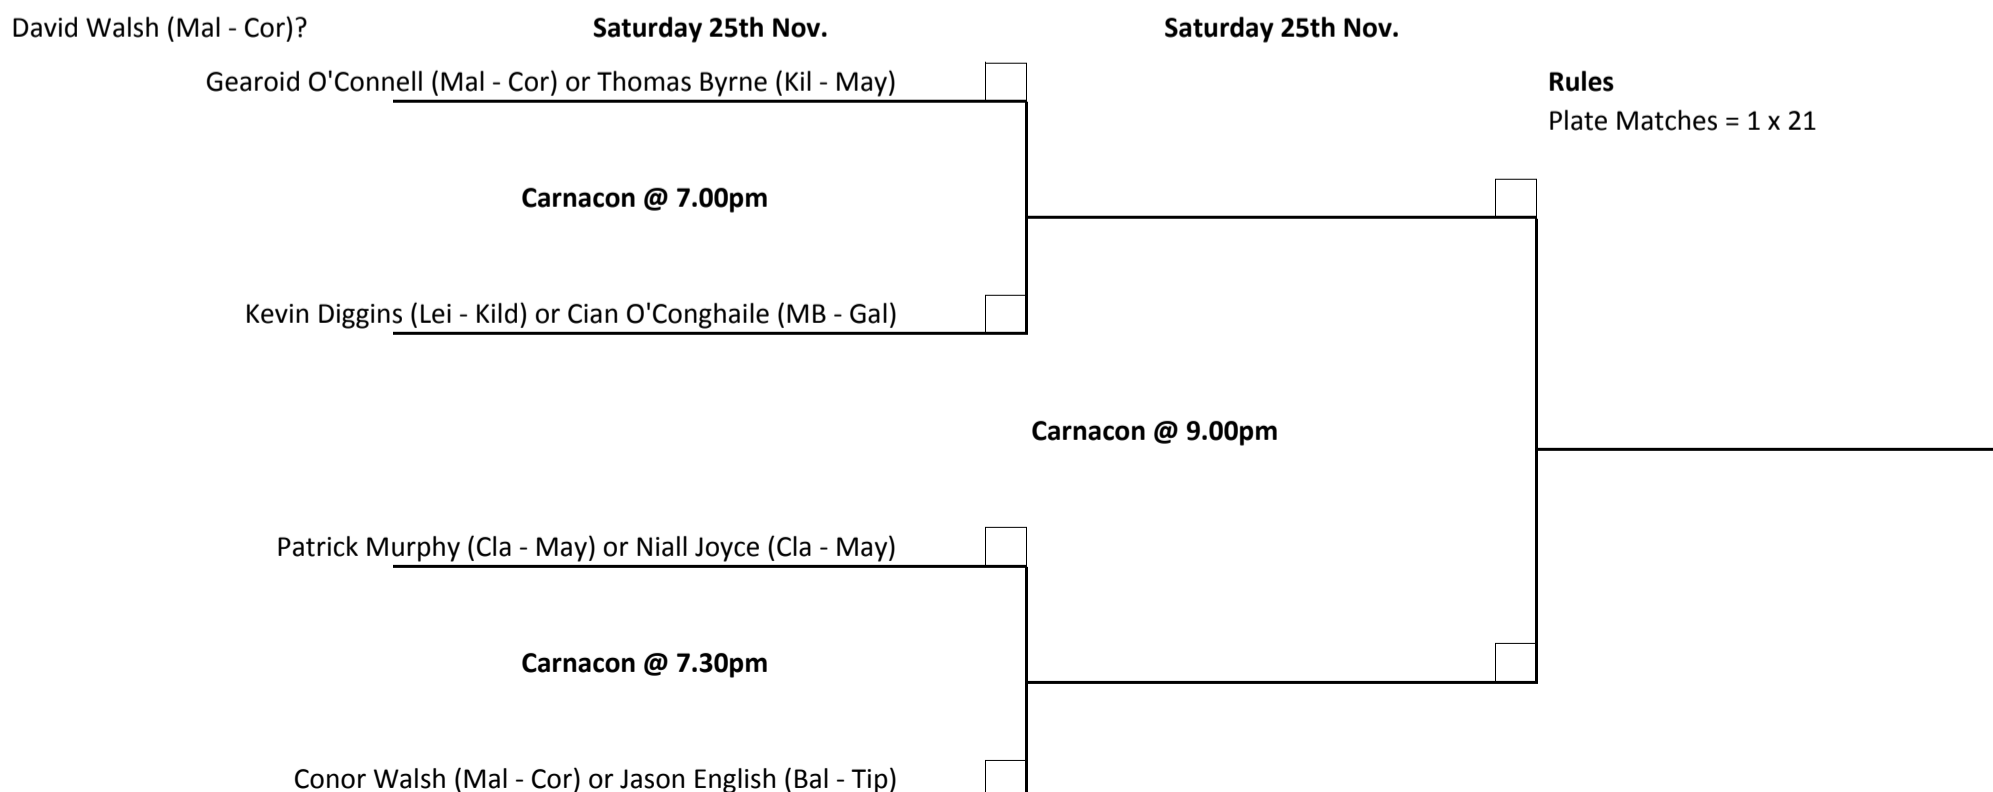 David Walsh (Mal - Cor)?
Saturday 25th Nov.
Saturday 25th Nov.
Gearoid O'Connell (Mal - Cor) or Thomas Byrne (Kil - May)
Rules
Plate Matches = 1 x 21
Carnacon @ 7.00pm
Kevin Diggins (Lei - Kild) or Cian O'Conghaile (MB - Gal)
Carnacon @ 9.00pm
Patrick Murphy (Cla - May) or Niall Joyce (Cla - May)
Carnacon @ 7.30pm
Conor Walsh (Mal - Cor) or Jason English (Bal - Tip)